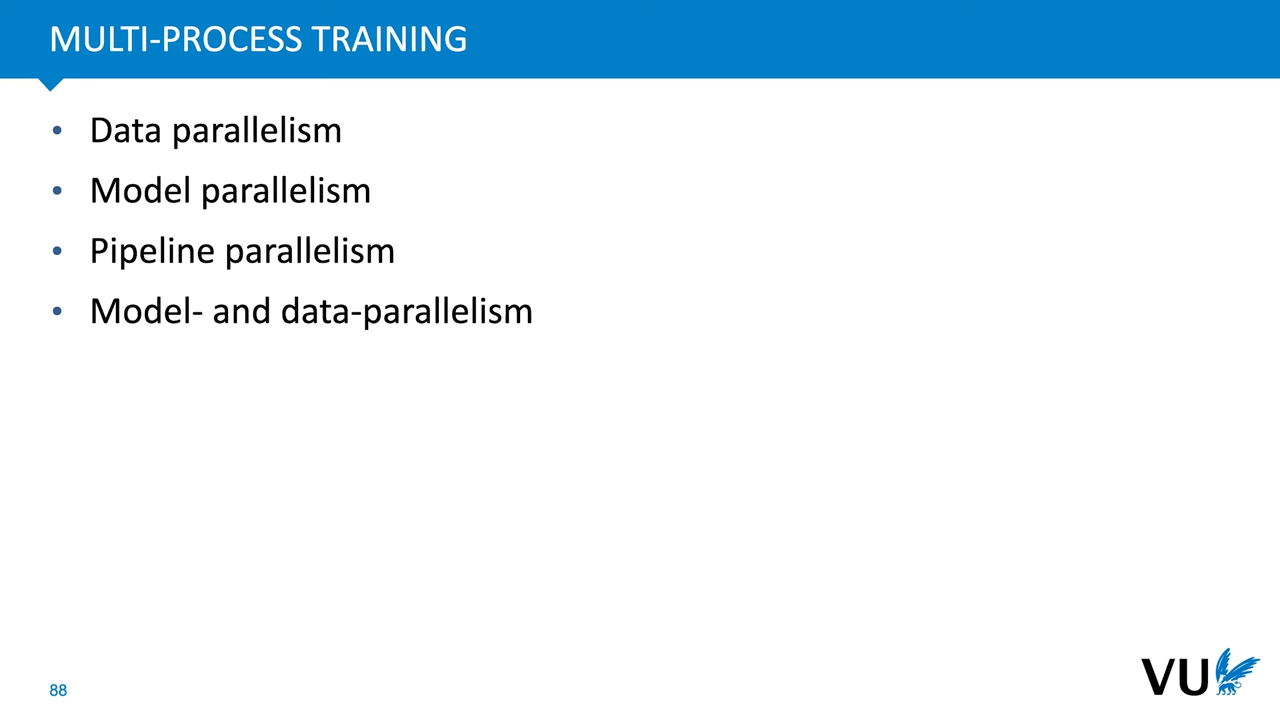 MULTI-PROCESS TRAINING
• Data parallelism
• Model parallelism
• Pipeline parallelism
• Model- and data-parallelism
88
VU